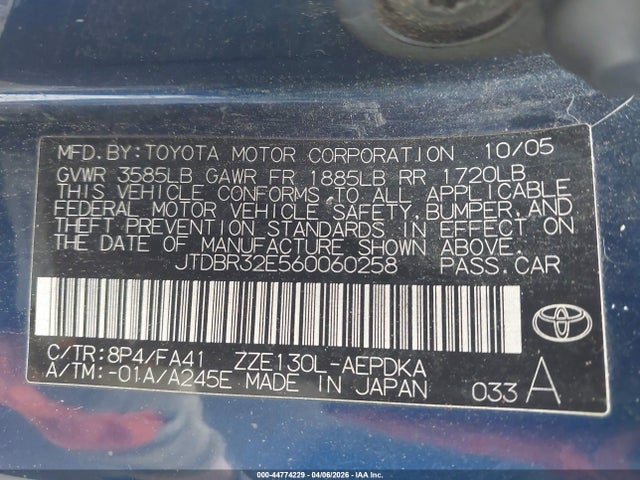 MFD.BY:TOYOTA MOTOR CORPORATION 10/05
GVWR 3585LB GAWR FR 1885LB RR 1720LB
THIS VEHICLE CONFORMS TO ALL APPLICABLE
FEDERAL MOTOR VEHICLE SAFETY,BUMPER,AND
THEFT PREVENTION STANDARDS IN EFFECT ON
THE DATE OF MANUFACTURE SHOWN ABOVE.
JTDBR32E560060258 PASS.CAR
C/TR:8P4/FA41 ZZE130L-AEPDKA
A/TM:-01A/A245E MADE IN JAPAN 033 A
000-44774229 | 04/06/2026 - IAA Inc.